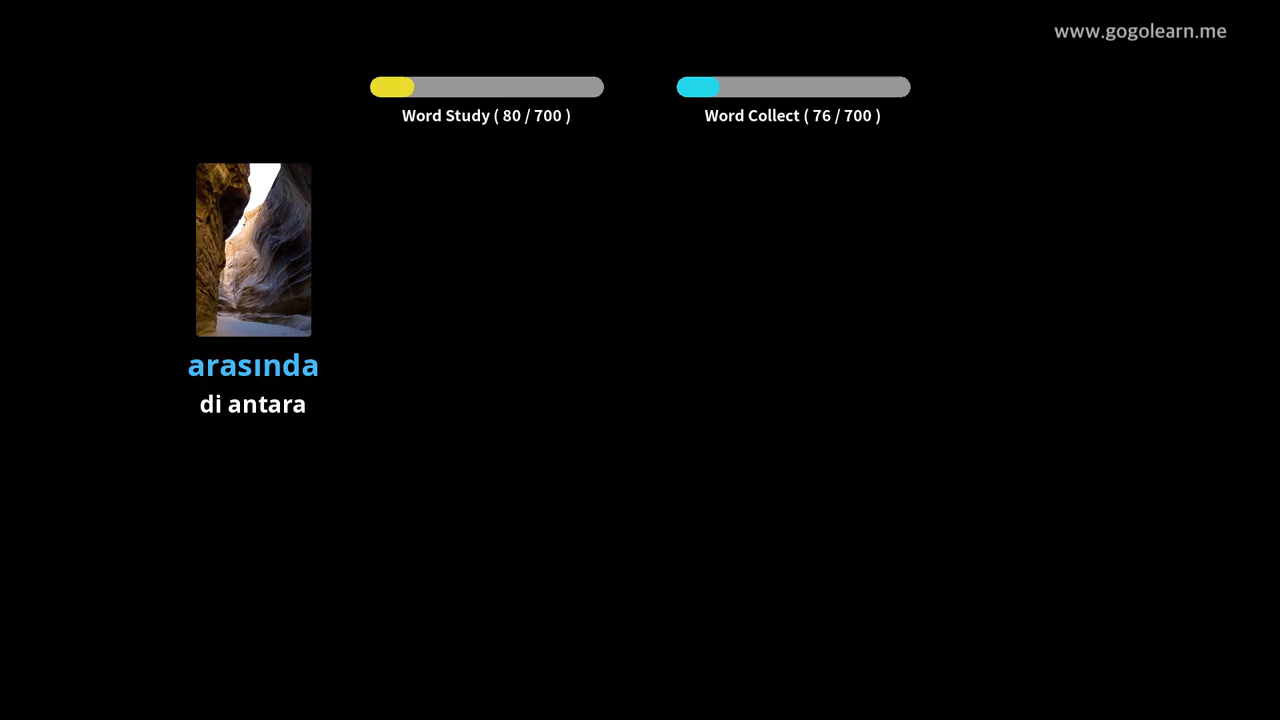 www.gogolearn.me
Word Study ( 80 / 700 )
Word Collect ( 76 / 700 )
arasında
di antara